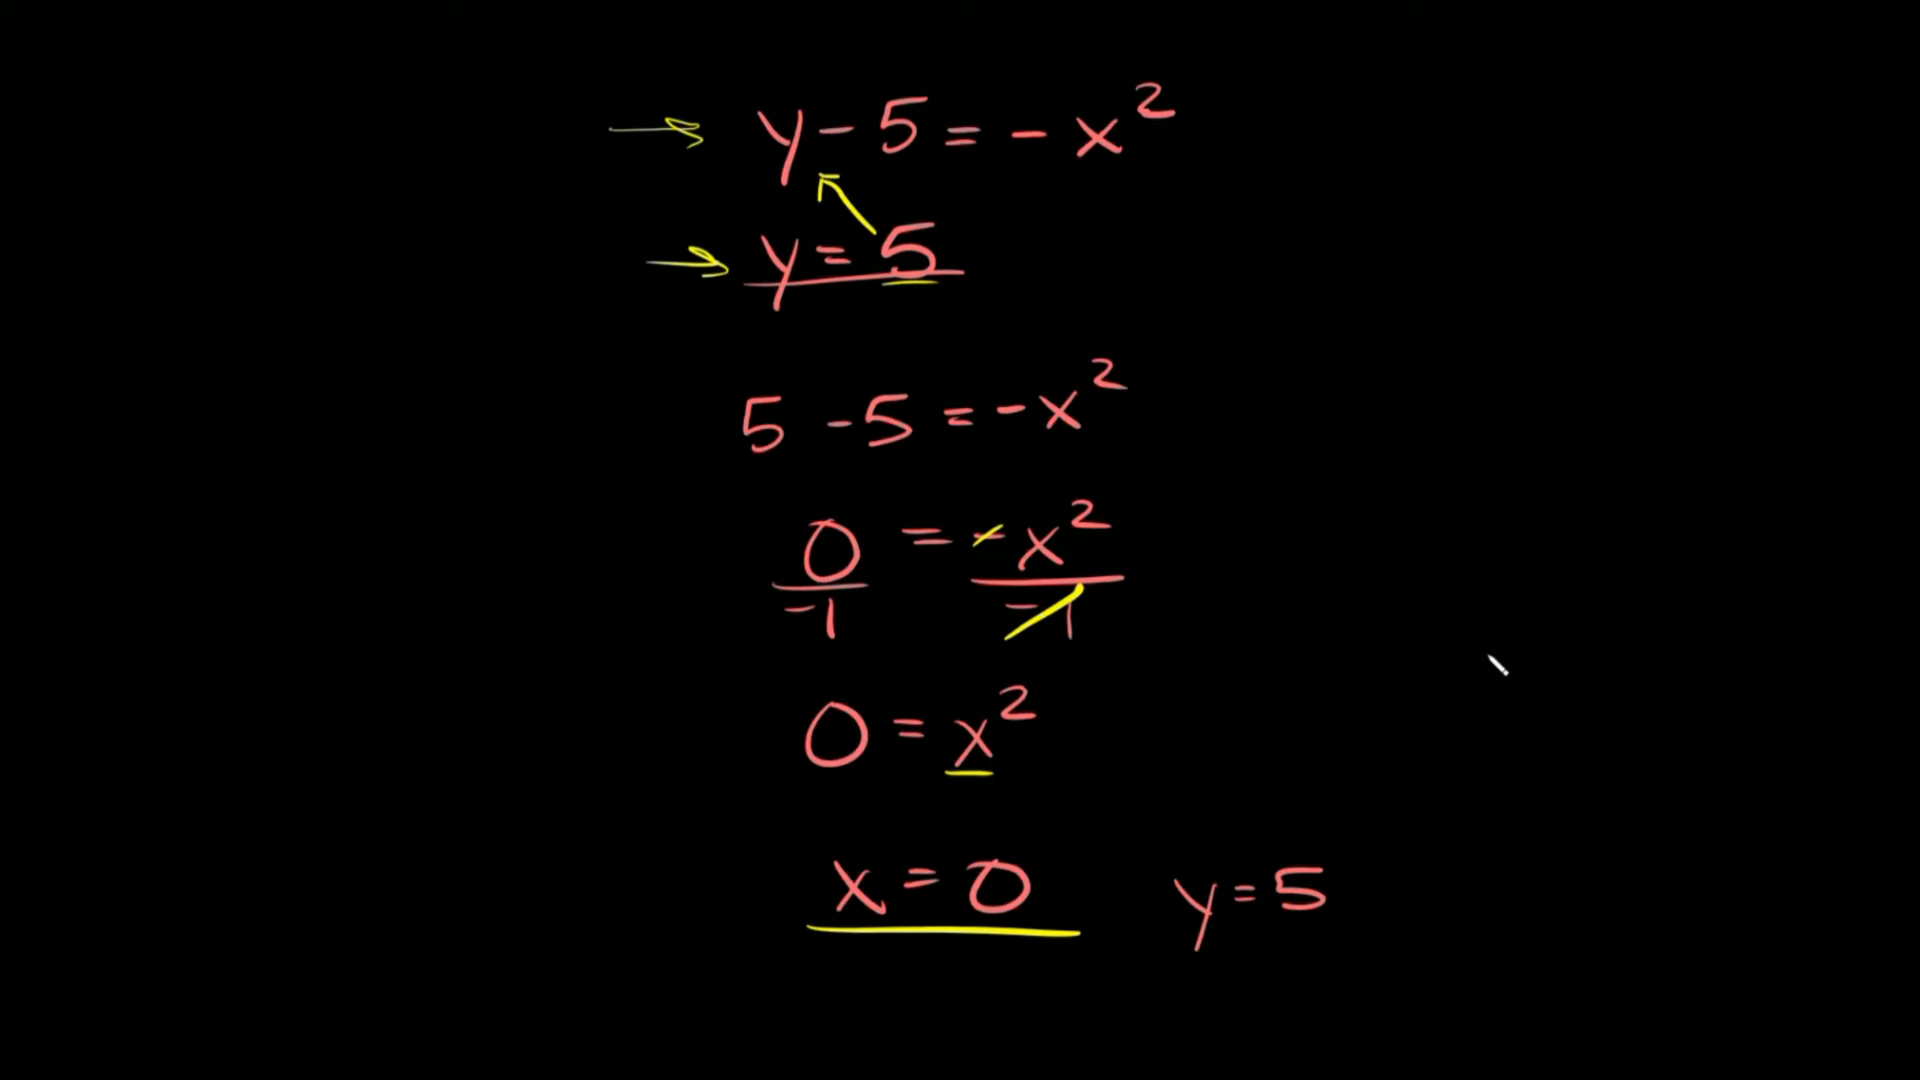 y - 5 = - x²
y = 5
5 - 5 = - x²
0/-1 = - x²/-1
0 = x²
x = 0   y = 5